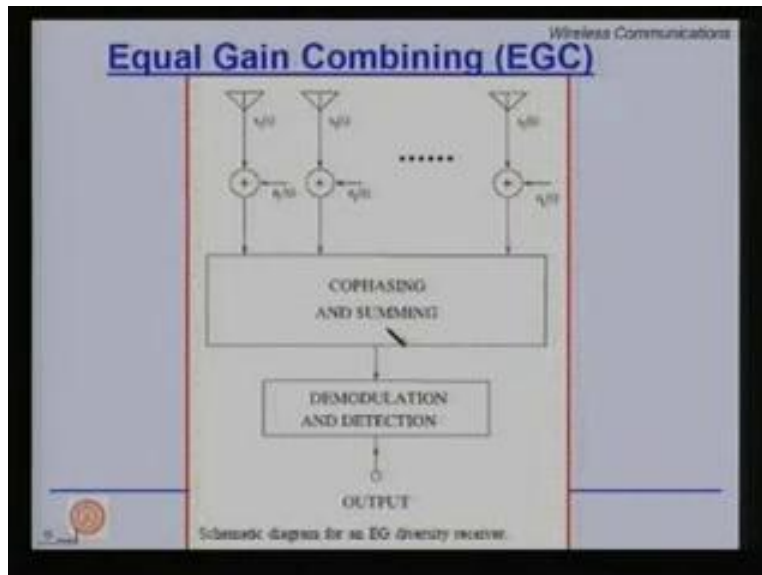 Wireless Communications
Equal Gain Combining (EGC)
COPHASING
AND SUMMING
DEMODULATION
AND DETECTION
OUTPUT
Schematic diagram for an EG diversity receiver.